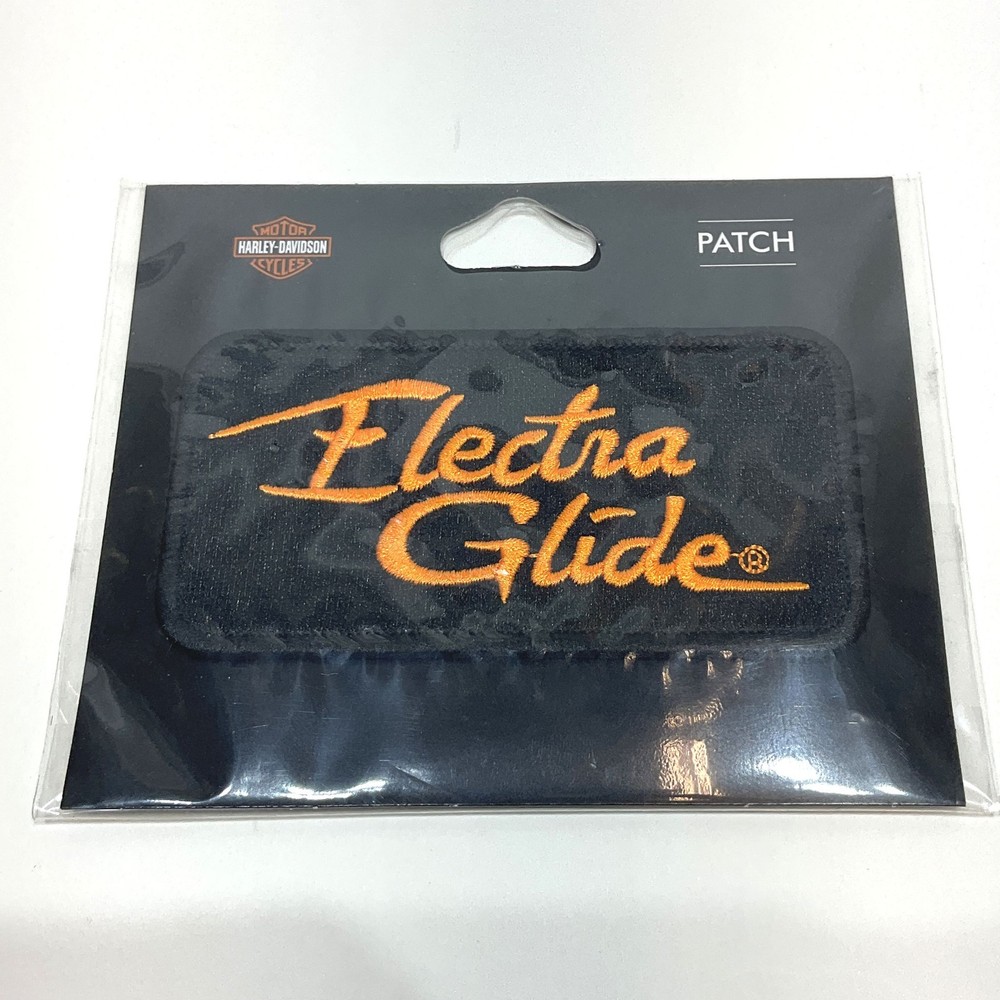 MOTOR
HARLEY-DAVIDSON
CYCLES
PATCH
Electra
Glide®